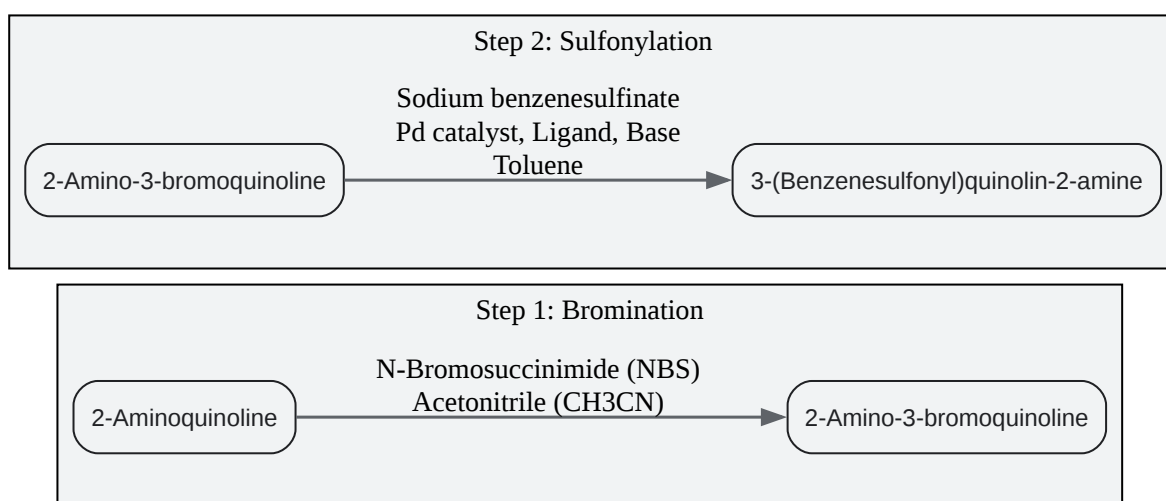 Step 2: Sulfonylation
Sodium benzenesulfinate
Pd catalyst, Ligand, Base
Toluene
2-Amino-3-bromoquinoline
3-(Benzenesulfonyl)quinolin-2-amine
Step 1: Bromination
N-Bromosuccinimide (NBS)
Acetonitrile (CH3CN)
2-Aminoquinoline
2-Amino-3-bromoquinoline